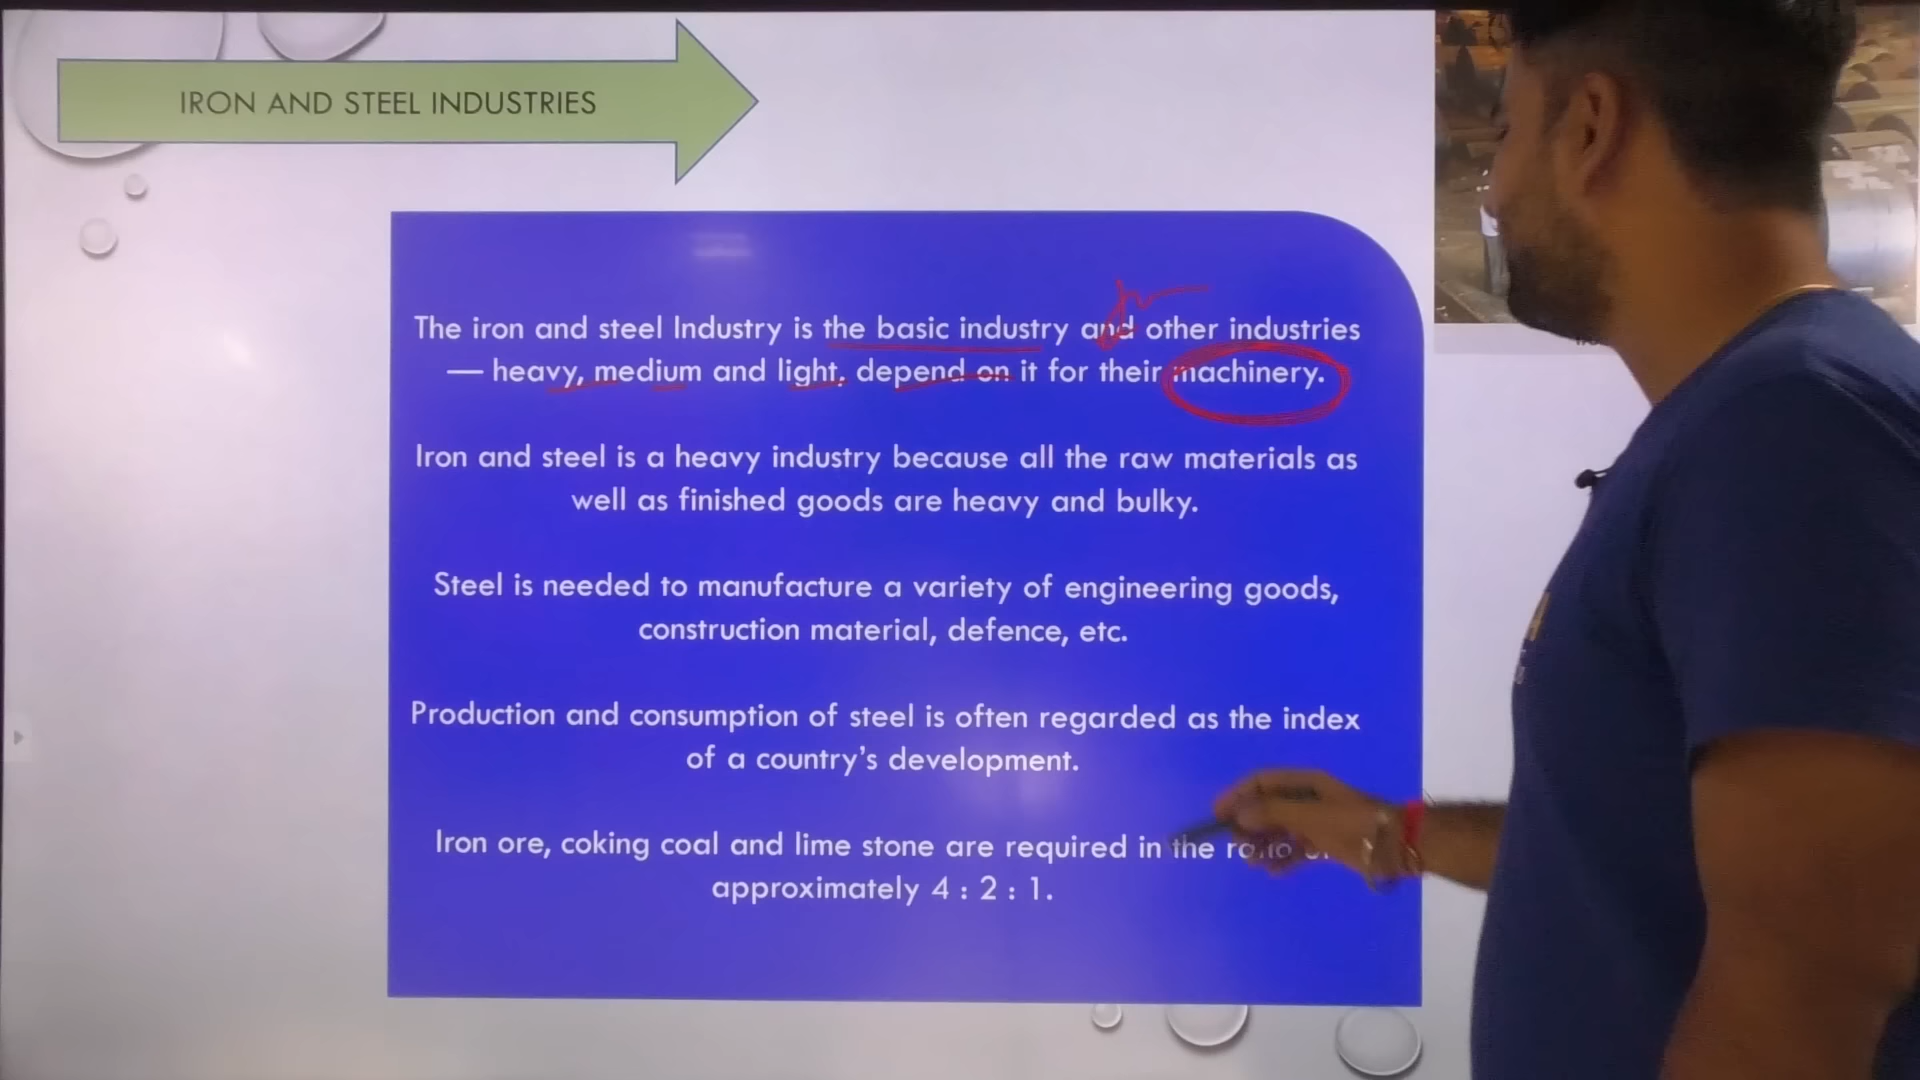 IRON AND STEEL INDUSTRIES
The iron and steel Industry is the basic industry and other industries
— heavy, medium and light, depend on it for their machinery.
Iron and steel is a heavy industry because all the raw materials as
well as finished goods are heavy and bulky.
Steel is needed to manufacture a variety of engineering goods,
construction material, defence, etc.
Production and consumption of steel is often regarded as the index
of a country's development.
Iron ore, coking coal and lime stone are required in the ratio
approximately 4 : 2 : 1.